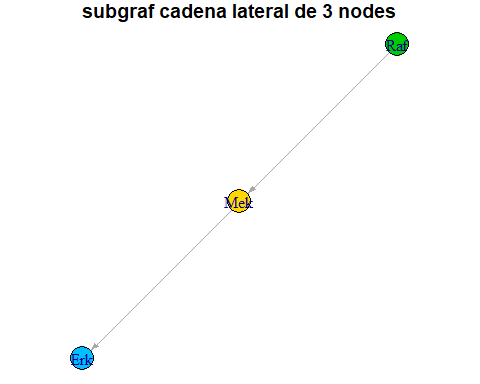 subgraf cadena lateral de 3 nodes
Raf
Mek
Erk